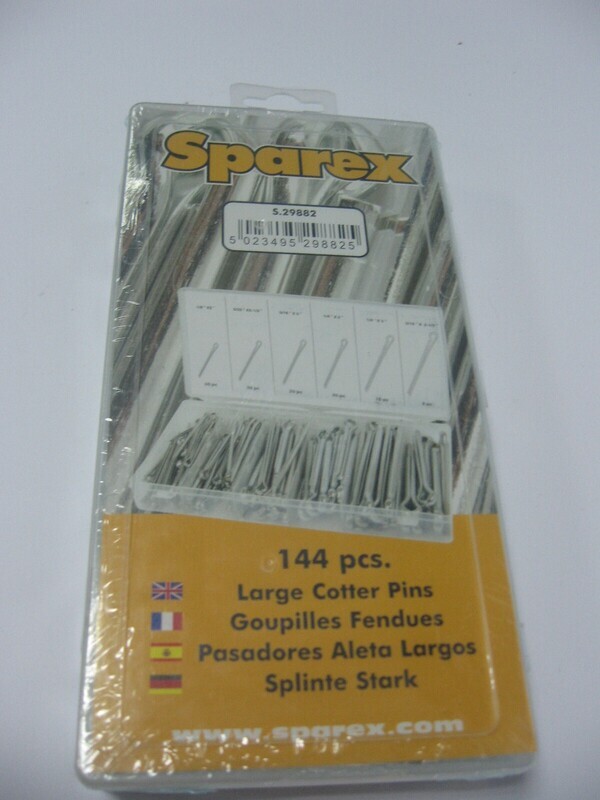 Sparex
S.29882
5 023495 298825
144 pcs.
Large Cotter Pins
Goupilles Fendues
Pasadores Aleta Largos
Splinte Stark
www.sparex.com